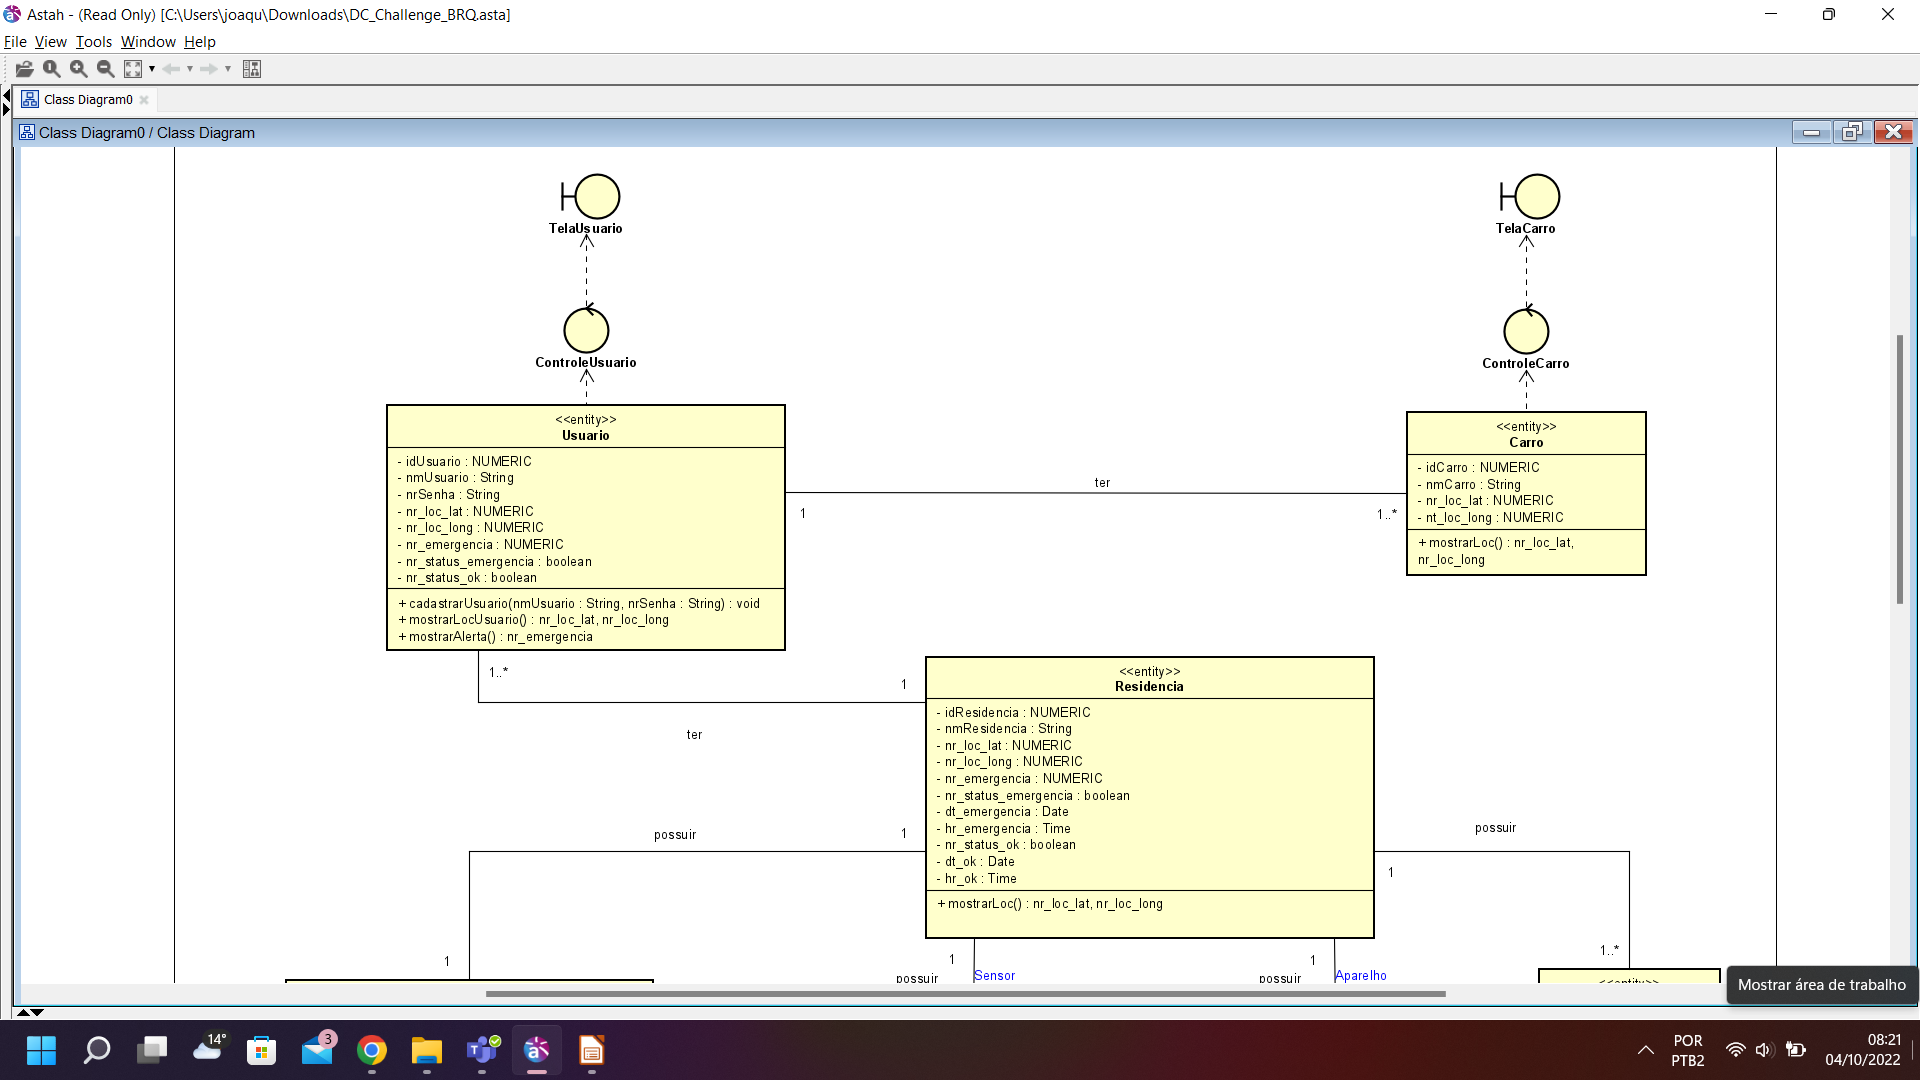 Astah - (Read Only) [C:\Users\joaqu\Downloads\DC_Challenge_BRQ.asta]
File View Tools Window Help
Class Diagram0
Class Diagram0 / Class Diagram
TelaUsuario
TelaCarro
ControleUsuario
ControleCarro
<<entity>>
Usuario
- idUsuario : NUMERIC
- nmUsuario : String
- nrSenha : String
- nr_loc_lat : NUMERIC
- nr_loc_long : NUMERIC
- nr_emergencia : NUMERIC
- nr_status_emergencia : boolean
- nr_status_ok : boolean
+ cadastrarUsuario(nmUsuario : String, nrSenha : String) : void
+ mostrarLocUsuario() : nr_loc_lat, nr_loc_long
+ mostrarAlerta() : nr_emergencia
ter
1
1..*
<<entity>>
Carro
- idCarro : NUMERIC
- nmCarro : String
- nr_loc_lat : NUMERIC
- nt_loc_long : NUMERIC
+ mostrarLoc() : nr_loc_lat,
nr_loc_long
1..*
1
ter
<<entity>>
Residencia
- idResidencia : NUMERIC
- nmResidencia : String
- nr_loc_lat : NUMERIC
- nr_loc_long : NUMERIC
- nr_emergencia : NUMERIC
- nr_status_emergencia : boolean
- dt_emergencia : Date
- hr_emergencia : Time
- nr_status_ok : boolean
- dt_ok : Date
- hr_ok : Time
+ mostrarLoc() : nr_loc_lat, nr_loc_long
possuir
1
1
possuir
1
1..*
1
possuir
Sensor
1
possuir
Aparelho
<<entity>>
Mostrar área de trabalho
14°
3
POR
PTB2
08:21
04/10/2022